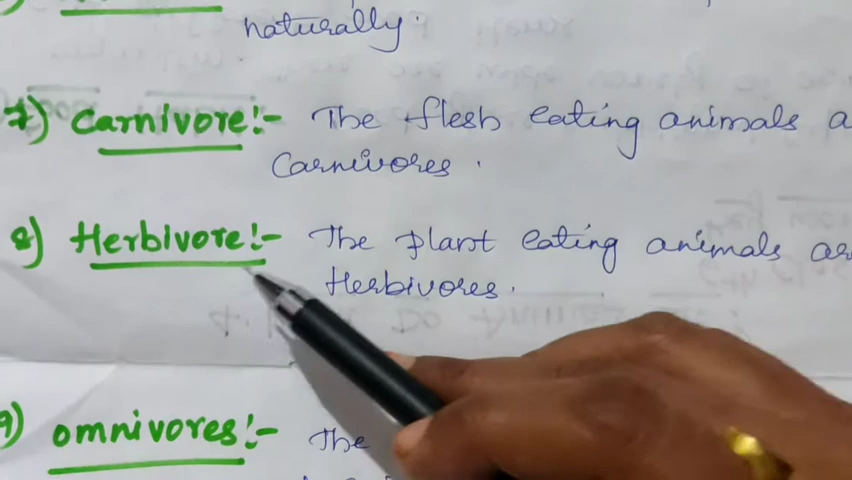 naturally.
7) Carnivore:- The flesh eating animals a
Carnivores.
8) Herbivore:- The plant eating animals ar
Herbivores.
9) omnivores:- The